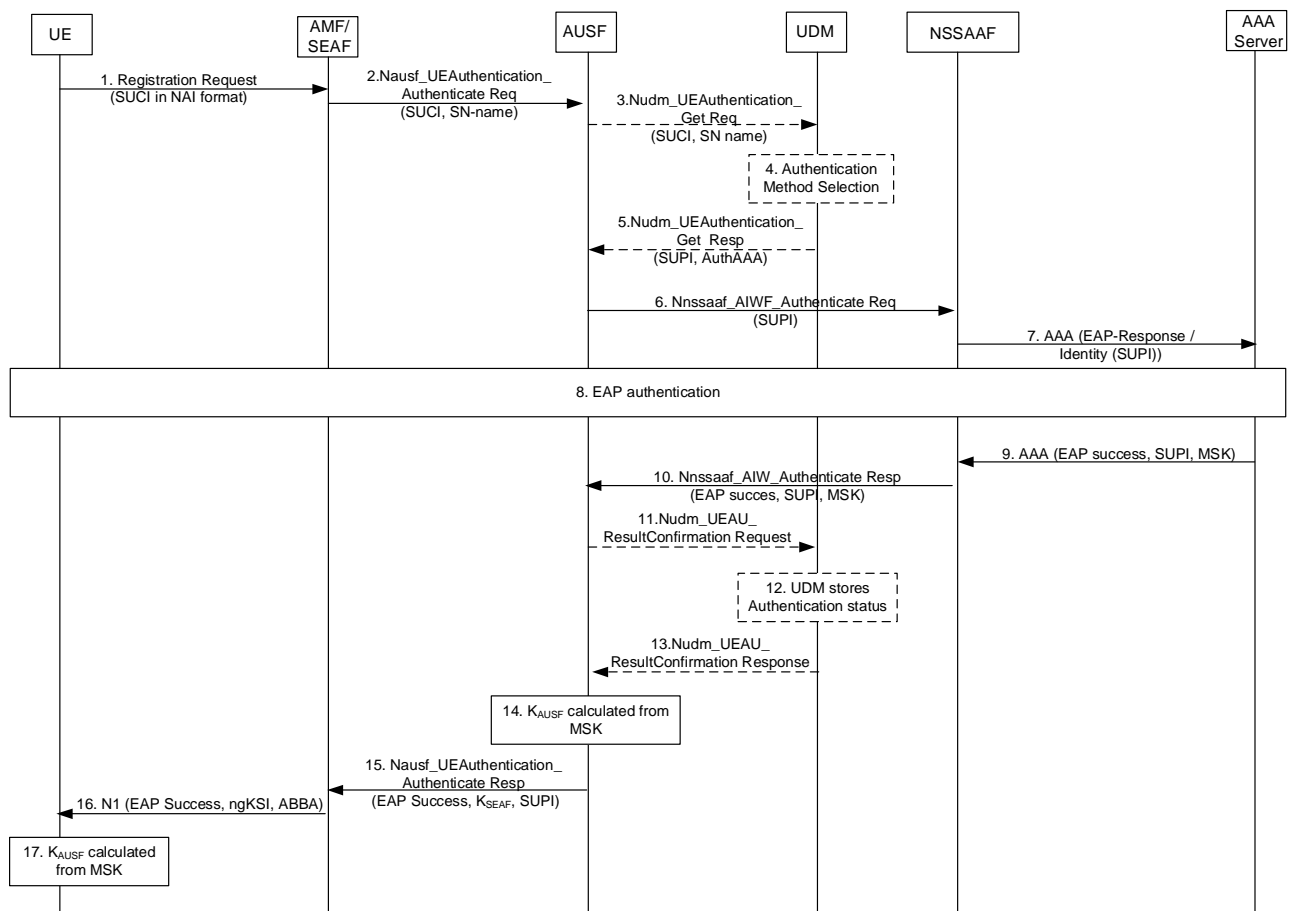 UE
AMF/
SEAF
AUSF
UDM
NSSAAF
AAA
Server
1. Registration Request
(SUCI in NAI format)
2.Nausf_UEAuthentication_
Authenticate Req
(SUCI, SN-name)
3.Nudm_UEAuthentication_
Get Req
(SUCI, SN name)
4. Authentication
Method Selection
5.Nudm_UEAuthentication_
Get Resp
(SUPI, AuthAAA)
6. Nnssaaf_AIWF_Authenticate Req
(SUPI)
7. AAA (EAP-Response /
Identity (SUPI))
8. EAP authentication
9. AAA (EAP success, SUPI, MSK)
10. Nnssaaf_AIW_Authenticate Resp
(EAP succes, SUPI, MSK)
11.Nudm_UEAU_
ResultConfirmation Request
12. UDM stores
Authentication status
13.Nudm_UEAU_
ResultConfirmation Response
14. KAUSF calculated from
MSK
15. Nausf_UEAuthentication_
Authenticate Resp
(EAP Success, KSEAF, SUPI)
16. N1 (EAP Success, ngKSI, ABBA)
17. KAUSF calculated
from MSK